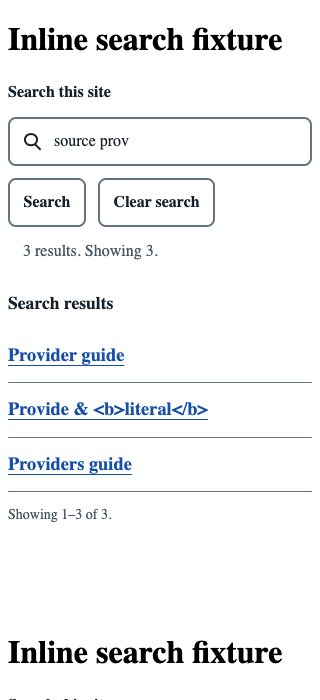 Inline search fixture
Search this site
source prov
Search Clear search
3 results. Showing 3.
Search results
Provider guide
Provide & <b>literal</b>
Providers guide
Showing 1–3 of 3.
Inline search fixture